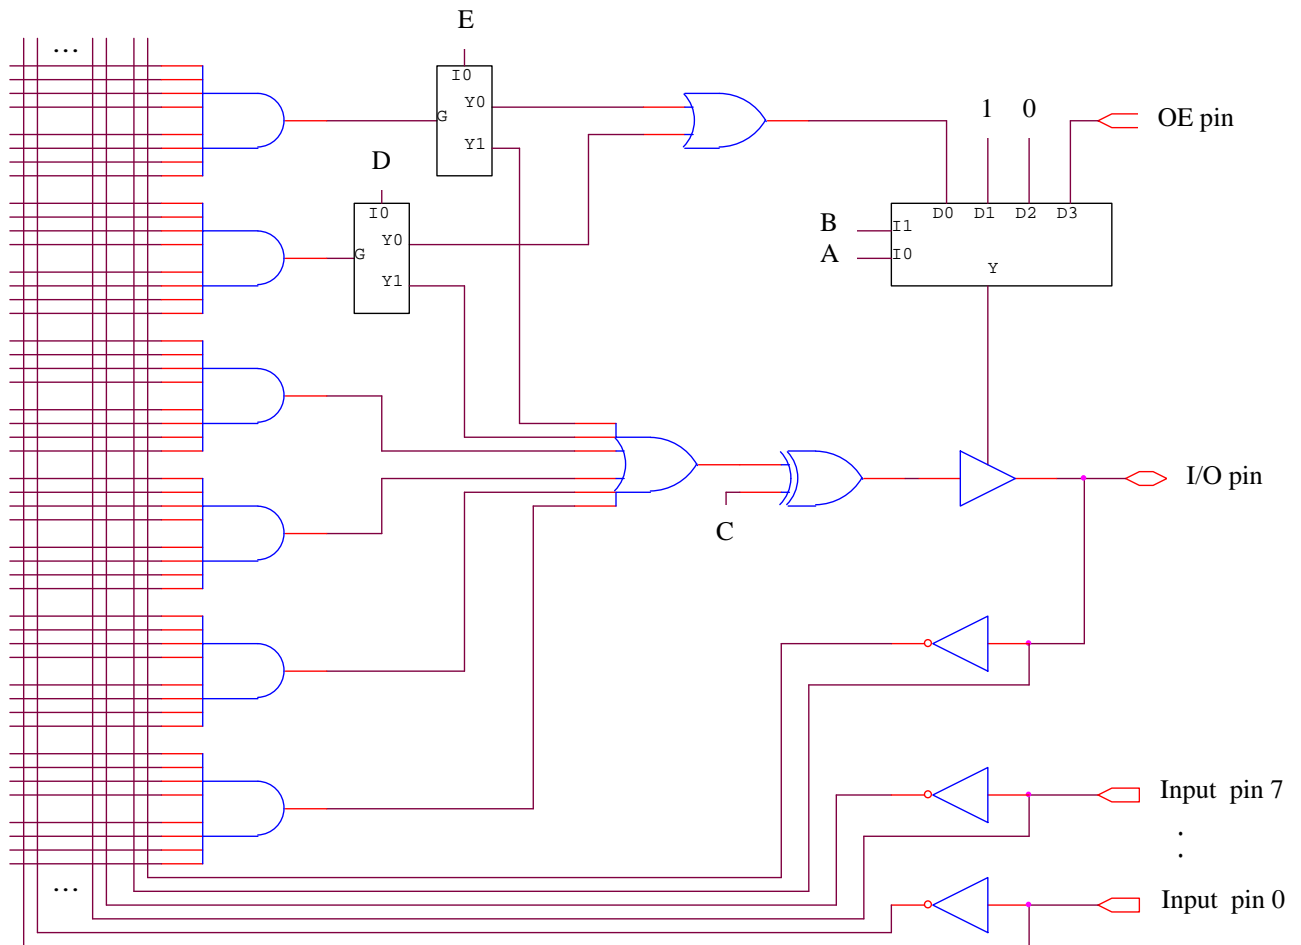 E
...
I0
Y0
G
Y1
1 0
OE pin
D
I0
Y0
G
Y1
D0 D1 D2 D3
B I1
A I0
Y
I/O pin
C
Input pin 7
.
.
...
Input pin 0